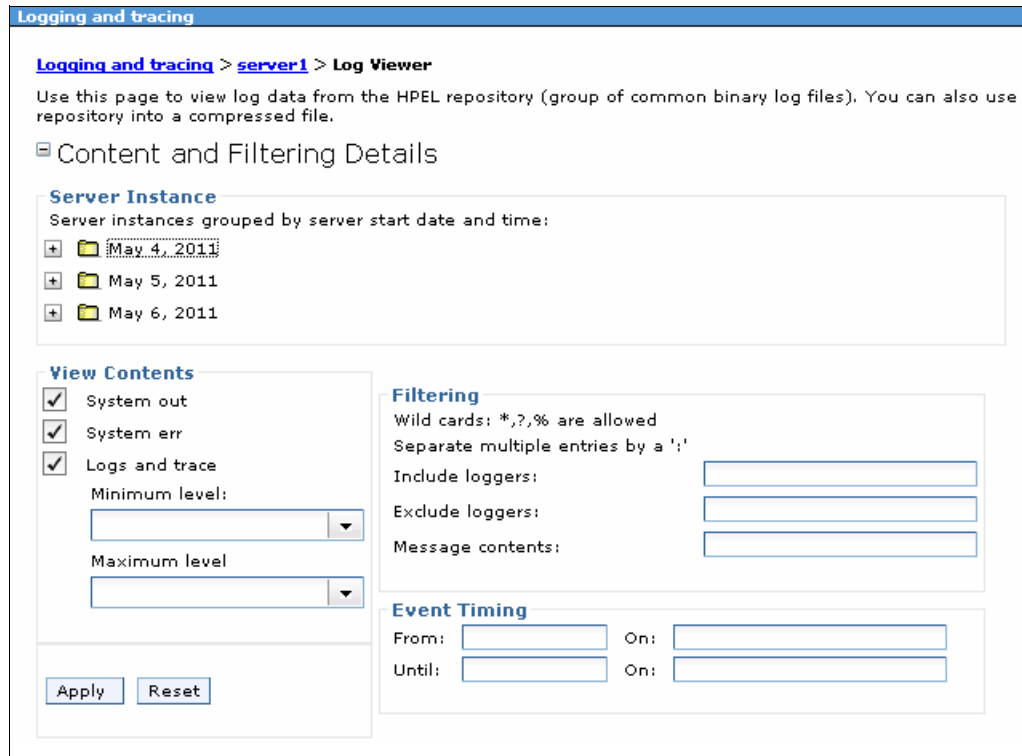 Logging and tracing
Logging and tracing > server1 > Log Viewer
Use this page to view log data from the HPEL repository (group of common binary log files). You can also use
repository into a compressed file.
Content and Filtering Details
Server Instance
Server instances grouped by server start date and time:
May 4, 2011
May 5, 2011
May 6, 2011
View Contents
System out
System err
Logs and trace
Minimum level:
Maximum level
Filtering
Wild cards: *,?,% are allowed
Separate multiple entries by a ':'
Include loggers:
Exclude loggers:
Message contents:
Event Timing
From: On:
Until: On:
Apply Reset